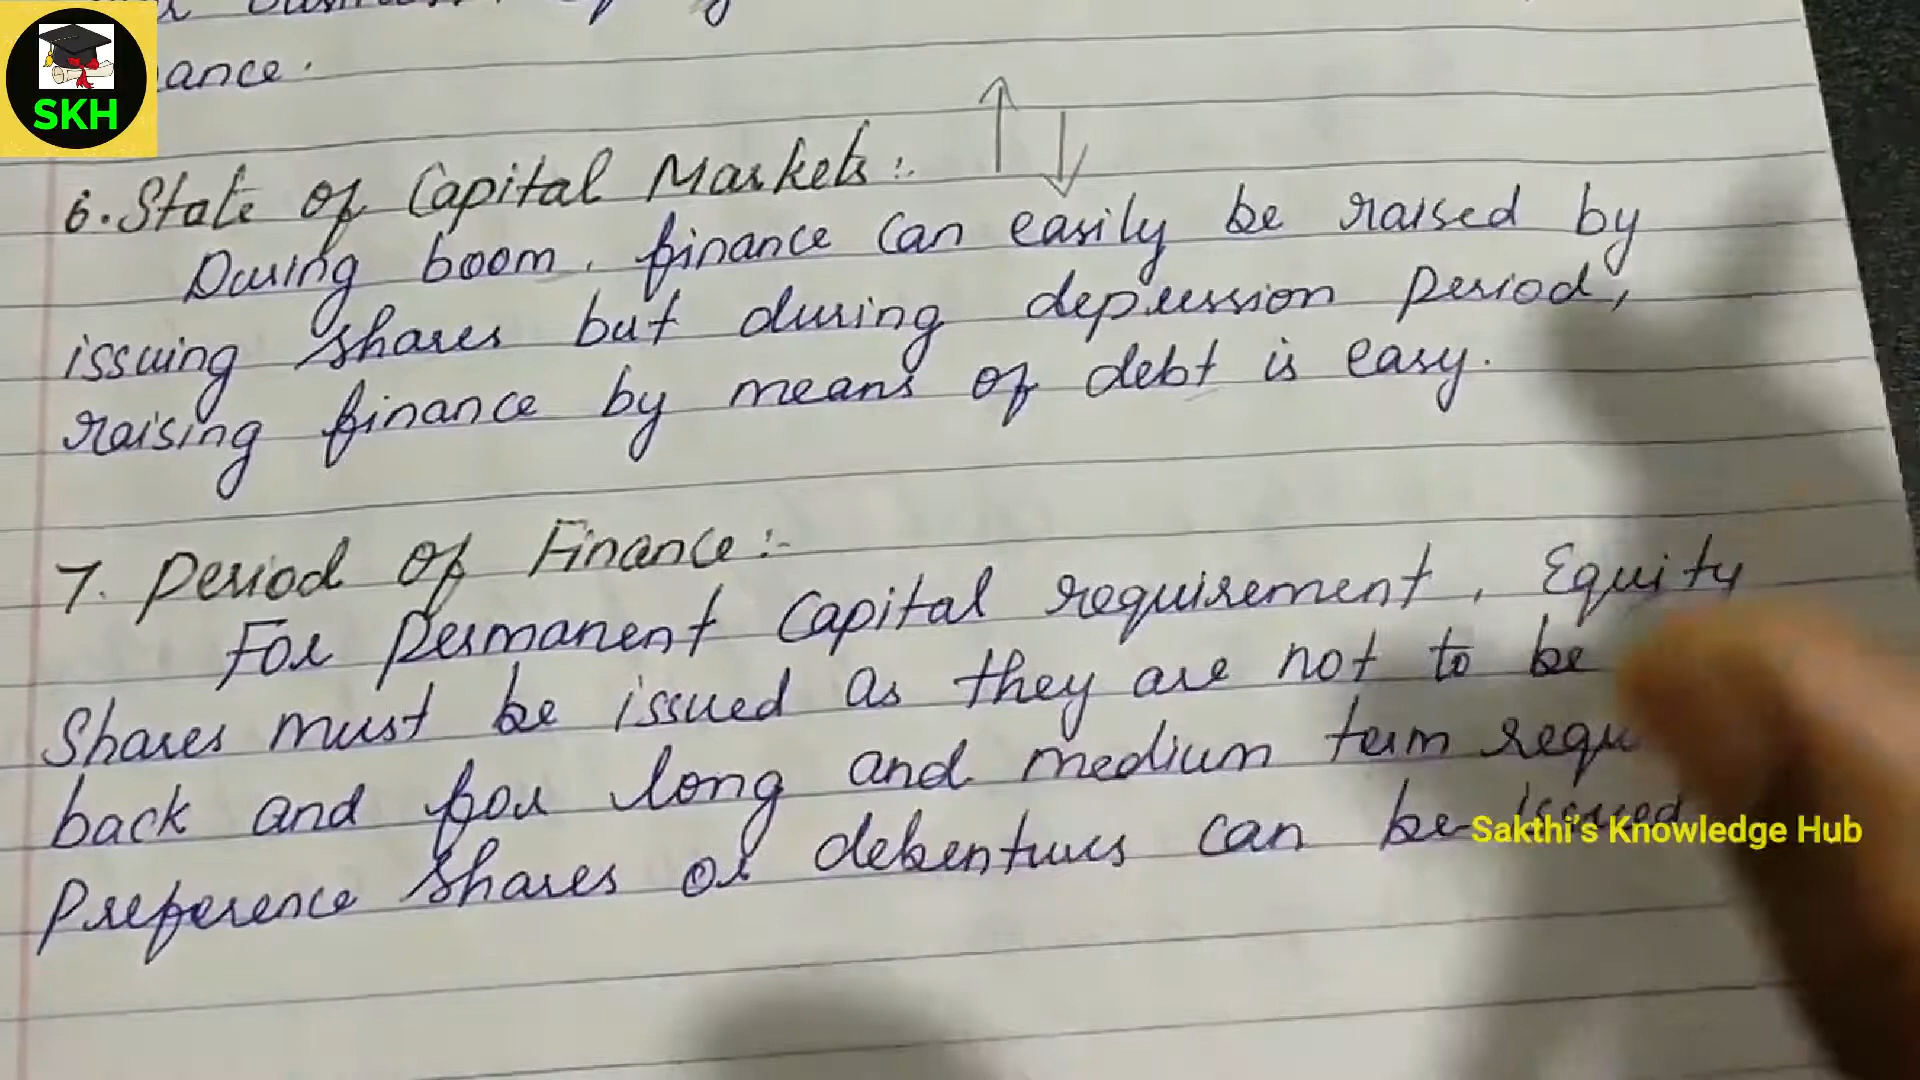 ance.
SKH
6. State of Capital Markets:-
During boom, finance can easily be raised by
issuing shares but during depression period,
raising finance by means of debt is easy.
7. Period of Finance:-
For Permanent Capital requirement, Equity
Shares must be issued as they are not to be
back and for long and medium term requ
Preference shares or debentures can be issued
Sakthi's Knowledge Hub